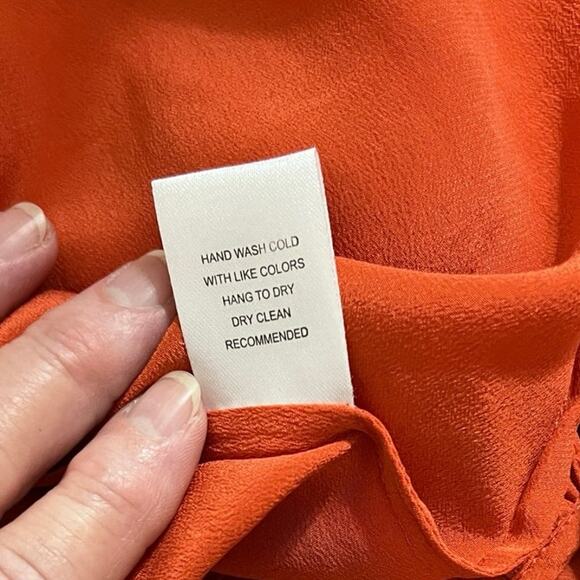 HAND WASH COLD
WITH LIKE COLORS
HANG TO DRY
DRY CLEAN
RECOMMENDED